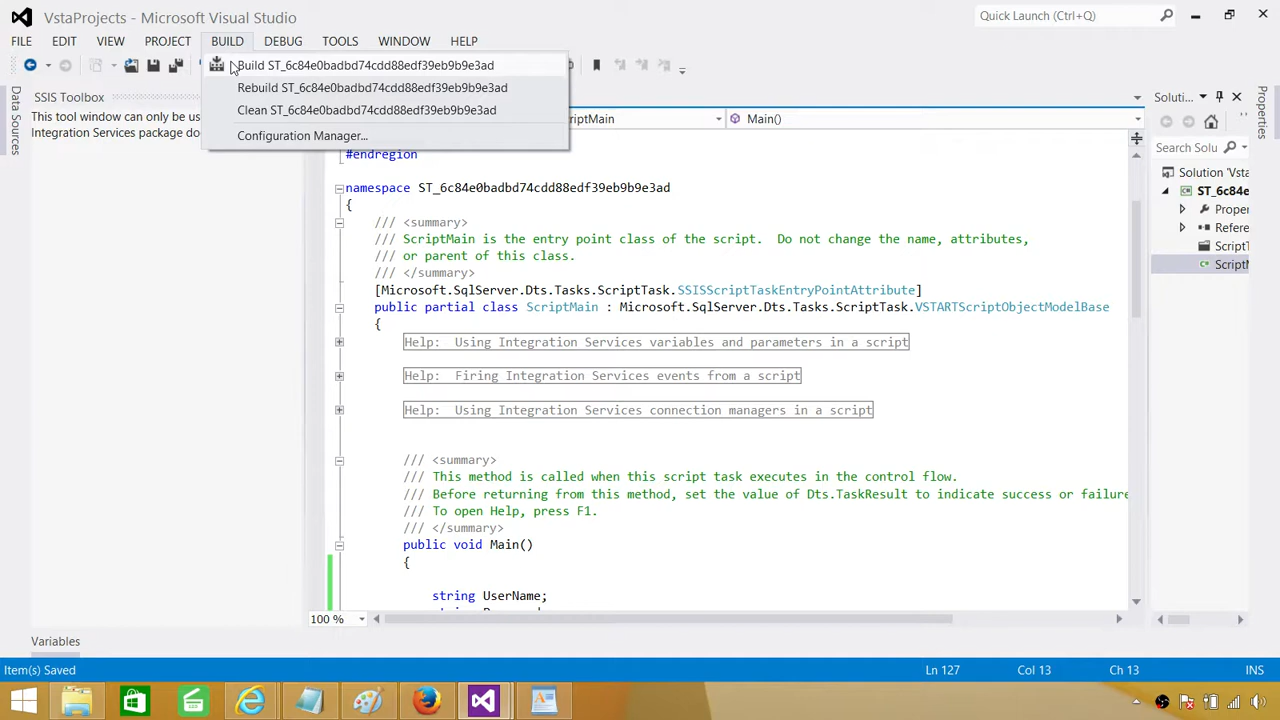 VstaProjects - Microsoft Visual Studio
Quick Launch (Ctrl+Q)
FILE EDIT VIEW PROJECT BUILD DEBUG TOOLS WINDOW HELP
Build ST_6c84e0badbd74cdd88edf39eb9b9e3ad
Rebuild ST_6c84e0badbd74cdd88edf39eb9b9e3ad
Clean ST_6c84e0badbd74cdd88edf39eb9b9e3ad
Configuration Manager...
Data Sources
SSIS Toolbox
This tool window can only be us
Integration Services package do
criptMain
Main()
#endregion
namespace ST_6c84e0badbd74cdd88edf39eb9b9e3ad
{
/// <summary>
/// ScriptMain is the entry point class of the script.  Do not change the name, attributes,
/// or parent of this class.
/// </summary>
[Microsoft.SqlServer.Dts.Tasks.ScriptTask.SSISScriptTaskEntryPointAttribute]
public partial class ScriptMain : Microsoft.SqlServer.Dts.Tasks.ScriptTask.VSTARTScriptObjectModelBase
{
Help:  Using Integration Services variables and parameters in a script
Help:  Firing Integration Services events from a script
Help:  Using Integration Services connection managers in a script
/// <summary>
/// This method is called when this script task executes in the control flow.
/// Before returning from this method, set the value of Dts.TaskResult to indicate success or failure
/// To open Help, press F1.
/// </summary>
public void Main()
{
string UserName;
100 %
Soluti...
Search Solu
Solution 'Vsta
ST_6c84e
Proper
Refere
ScriptT
ScriptM
Properties
Variables
Item(s) Saved
Ln 127
Col 13
Ch 13
INS